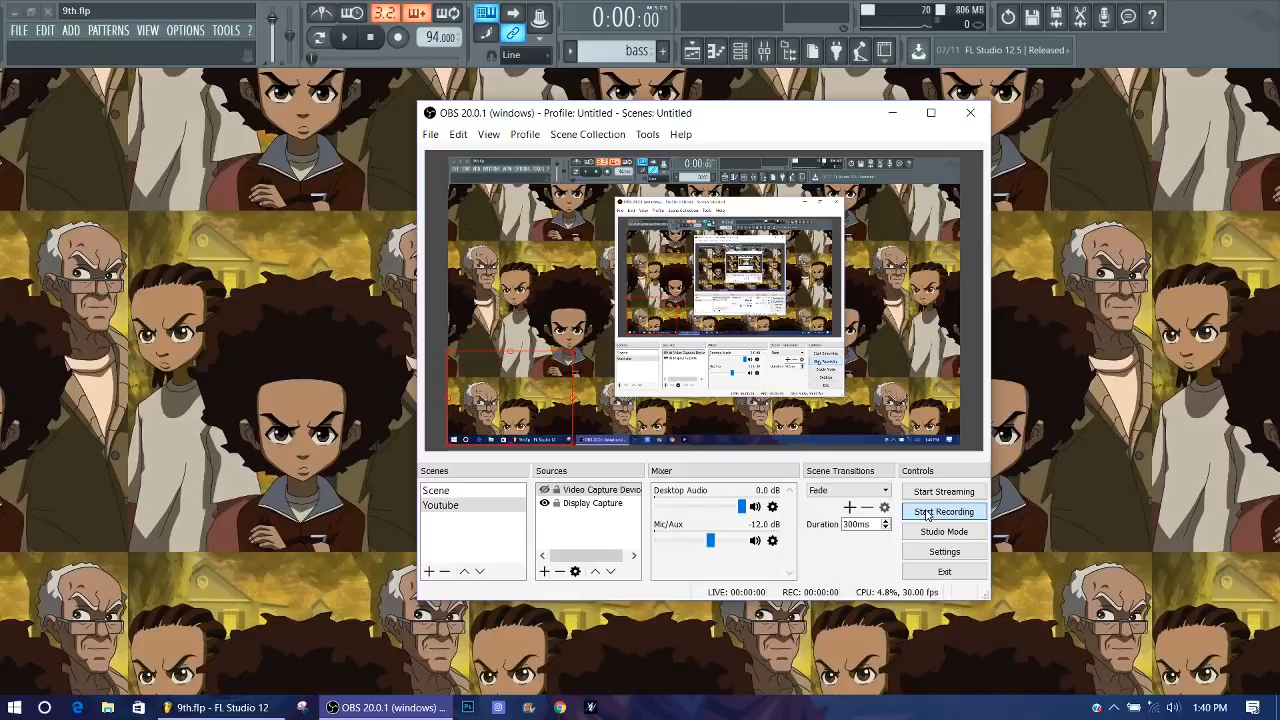 9th.flp
FILE EDIT ADD PATTERNS VIEW OPTIONS TOOLS ?
3.2
94.000
Line
0:00:00
M:S:CS
bass
20
806 MB
0
07/11 FL Studio 12.5 | Released
OBS 20.0.1 (windows) - Profile: Untitled - Scenes: Untitled
File Edit View Profile Scene Collection Tools Help
Scenes
Scene
Youtube
Sources
Video Capture Devic
Display Capture
Mixer
Desktop Audio 0.0 dB
Mic/Aux -12.0 dB
Scene Transitions
Fade
Duration 300ms
Controls
Start Streaming
Start Recording
Studio Mode
Settings
Exit
LIVE: 00:00:00 REC: 00:00:00 CPU: 4.8%, 30.00 fps
9th.flp - FL Studio 12
OBS 20.0.1 (windows) ...
1:40 PM